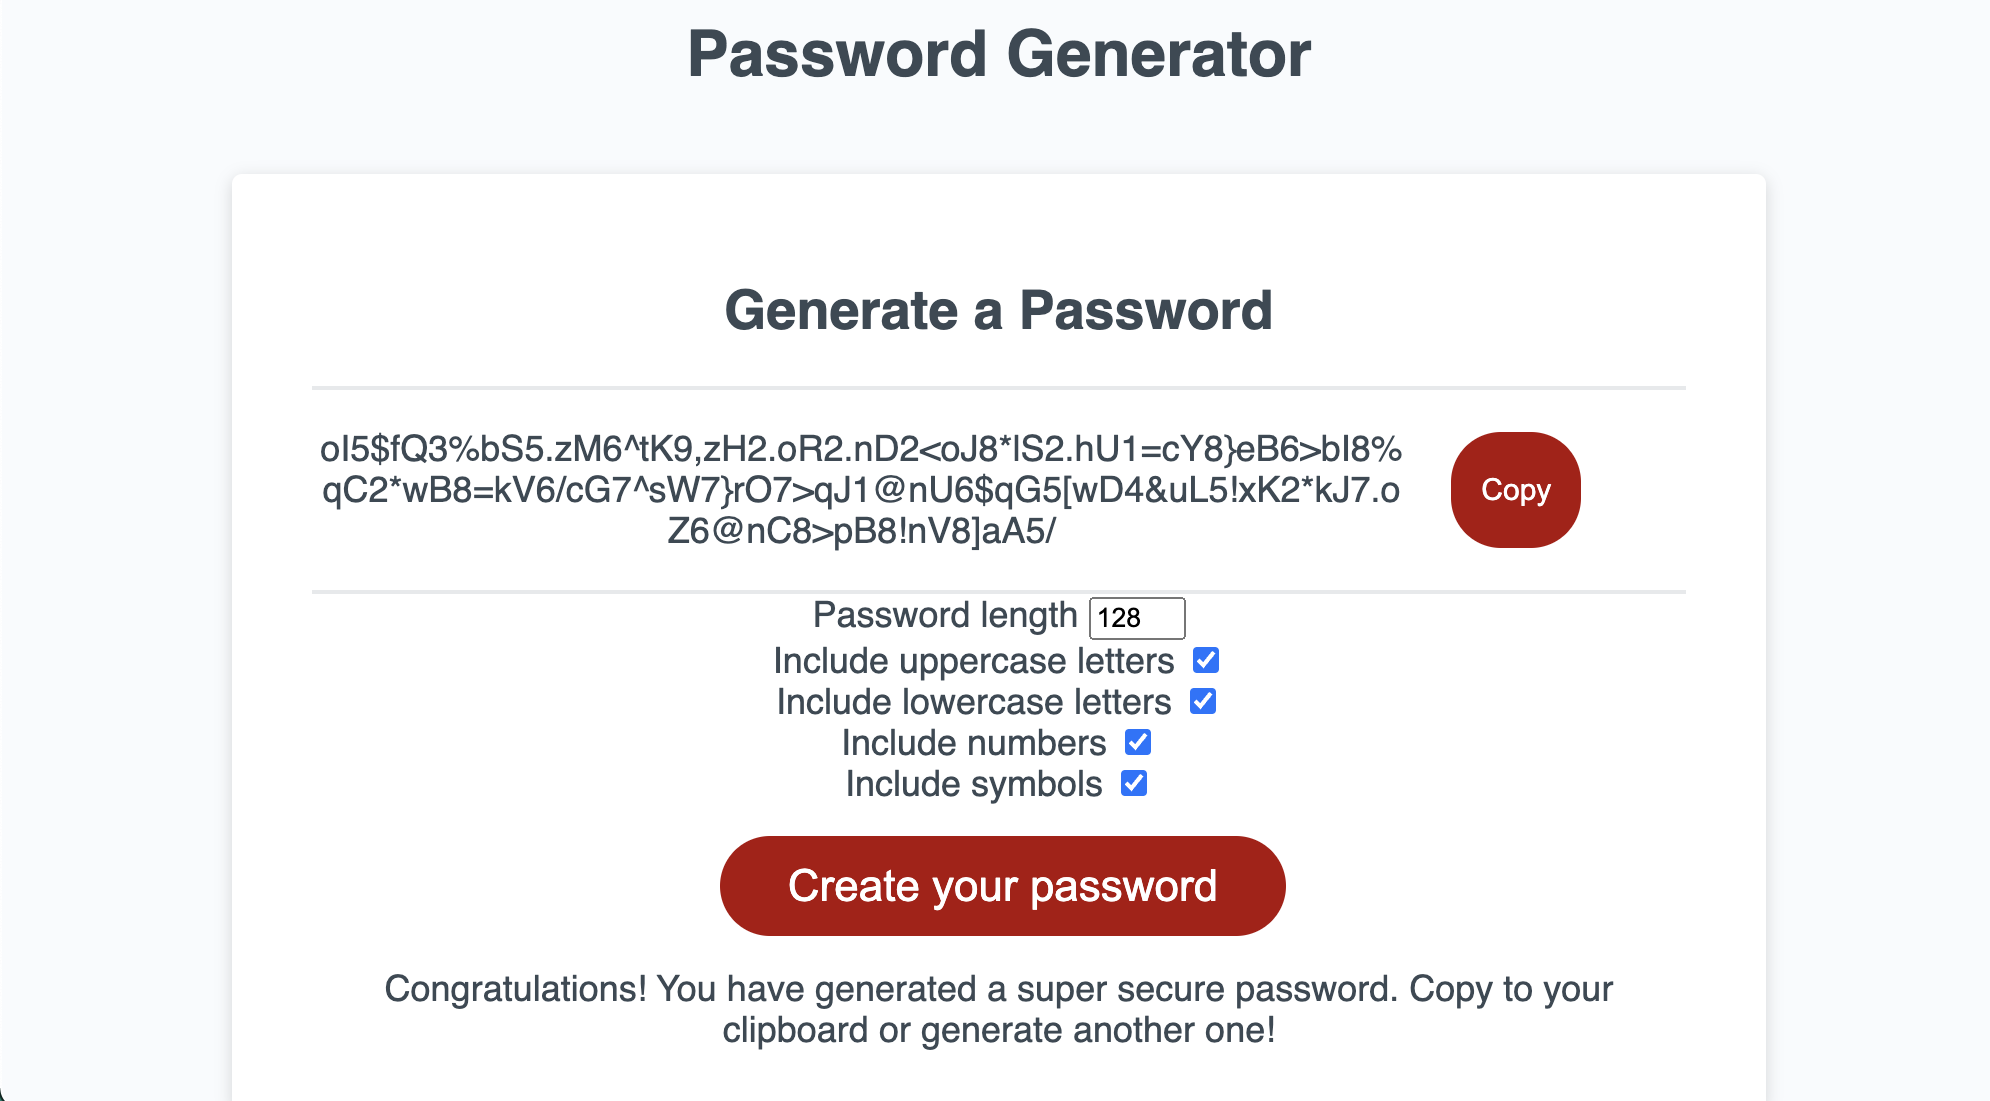 Password Generator
Generate a Password
oI5$fQ3%bS5.zM6^tK9,zH2.oR2.nD2<oJ8*lS2.hU1=cY8}eB6>bI8%
qC2*wB8=kV6/cG7^sW7}rO7>qJ1@nU6$qG5[wD4&uL5!xK2*kJ7.o
Z6@nC8>pB8!nV8]aA5/
Copy
Password length 128
Include uppercase letters
Include lowercase letters
Include numbers
Include symbols
Create your password
Congratulations! You have generated a super secure password. Copy to your
clipboard or generate another one!